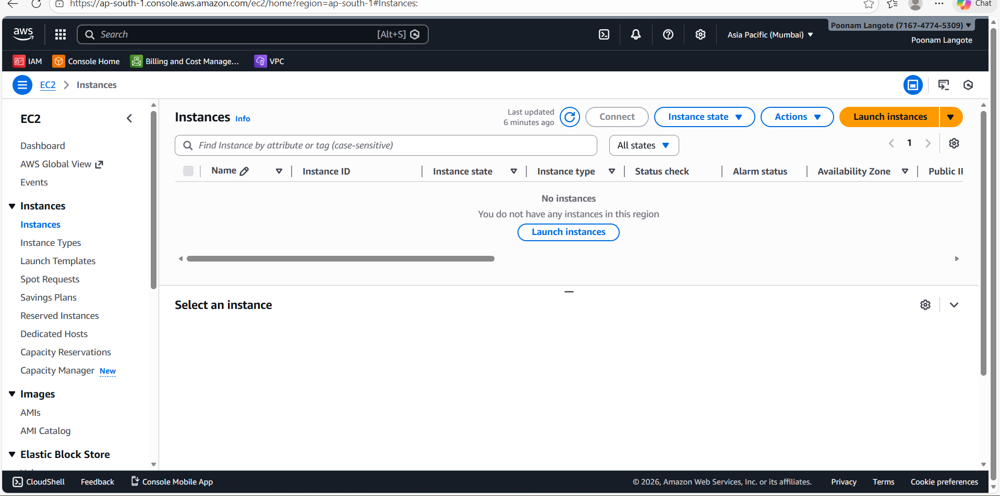 https://ap-south-1.console.aws.amazon.com/ec2/home?region=ap-south-1#Instances:
Chat
aws
Search
[Alt+S]
Asia Pacific (Mumbai)
Poonam Langote (7167-4774-5309)
Poonam Langote
IAM
Console Home
Billing and Cost Manage...
VPC
EC2
Instances
EC2
Dashboard
AWS Global View
Events
Instances
Instances
Instance Types
Launch Templates
Spot Requests
Savings Plans
Reserved Instances
Dedicated Hosts
Capacity Reservations
Capacity Manager New
Images
AMIs
AMI Catalog
Elastic Block Store
Instances Info
Last updated
6 minutes ago
Connect
Instance state
Actions
Launch instances
Find Instance by attribute or tag (case-sensitive)
All states
1
Name
Instance ID
Instance state
Instance type
Status check
Alarm status
Availability Zone
Public
No instances
You do not have any instances in this region
Launch instances
Select an instance
CloudShell
Feedback
Console Mobile App
© 2026, Amazon Web Services, Inc. or its affiliates.
Privacy
Terms
Cookie preferences